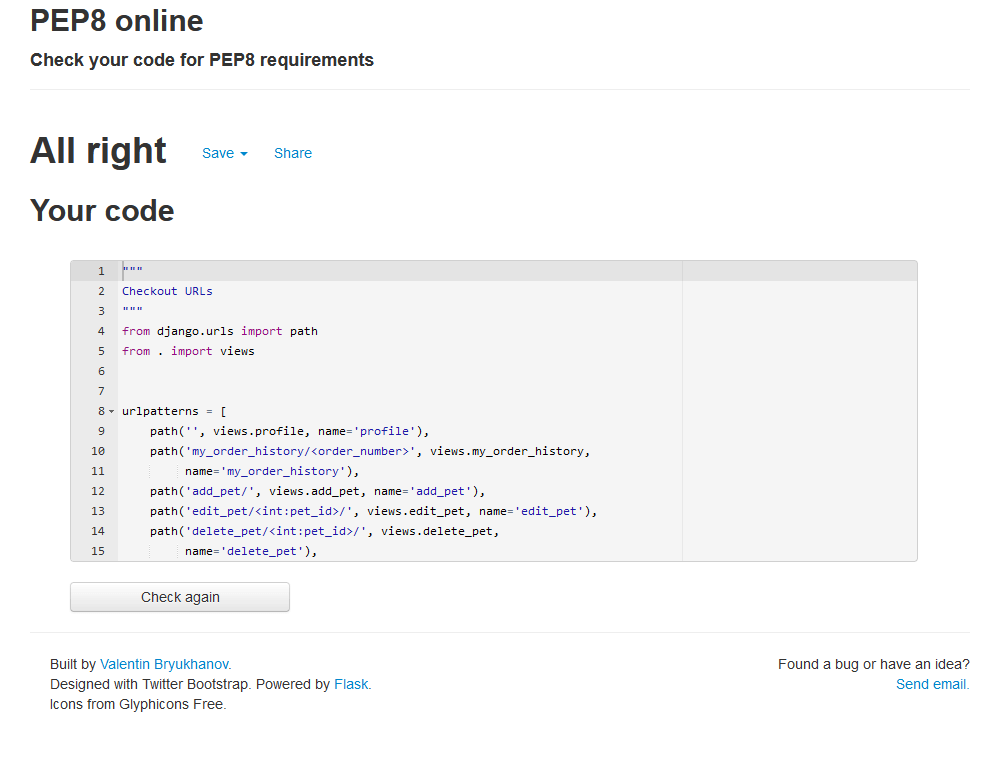 PEP8 online
Check your code for PEP8 requirements
All right Save Share
Your code
1 """
2 Checkout URLs
3 """
4 from django.urls import path
5 from . import views
6
7
8 urlpatterns = [
9     path('', views.profile, name='profile'),
10     path('my_order_history/<order_number>', views.my_order_history,
11          name='my_order_history'),
12     path('add_pet/', views.add_pet, name='add_pet'),
13     path('edit_pet/<int:pet_id>/', views.edit_pet, name='edit_pet'),
14     path('delete_pet/<int:pet_id>/', views.delete_pet,
15          name='delete_pet'),
Check again
Built by Valentin Bryukhanov. Found a bug or have an idea?
Designed with Twitter Bootstrap. Powered by Flask. Send email.
Icons from Glyphicons Free.